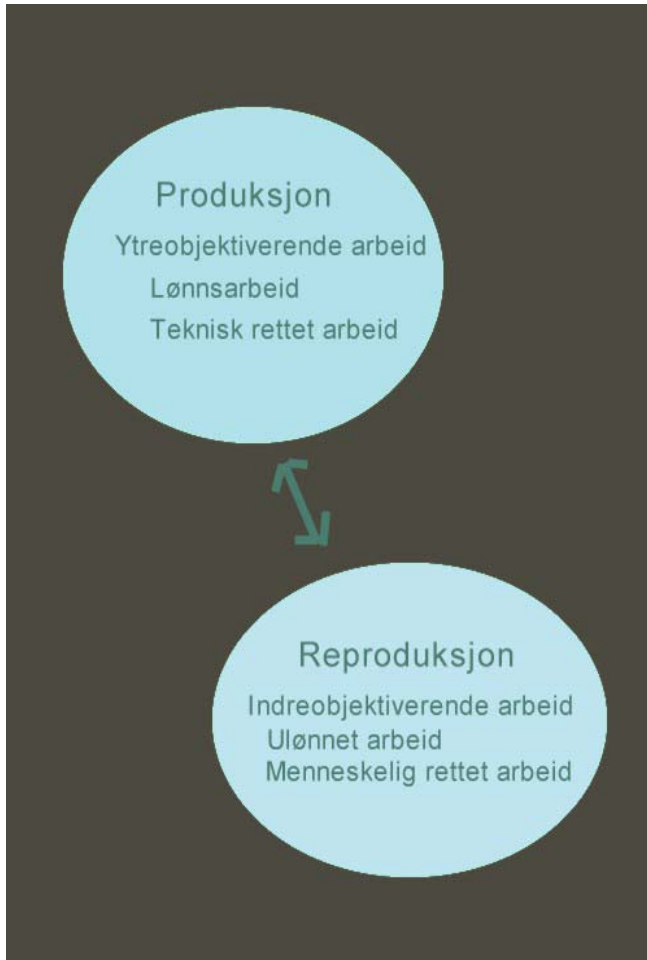 Produksjon
Ytreobjektiverende arbeid
Lønnsarbeid
Teknisk rettet arbeid
Reproduksjon
Indreobjektiverende arbeid
Ulønnet arbeid
Menneskelig rettet arbeid